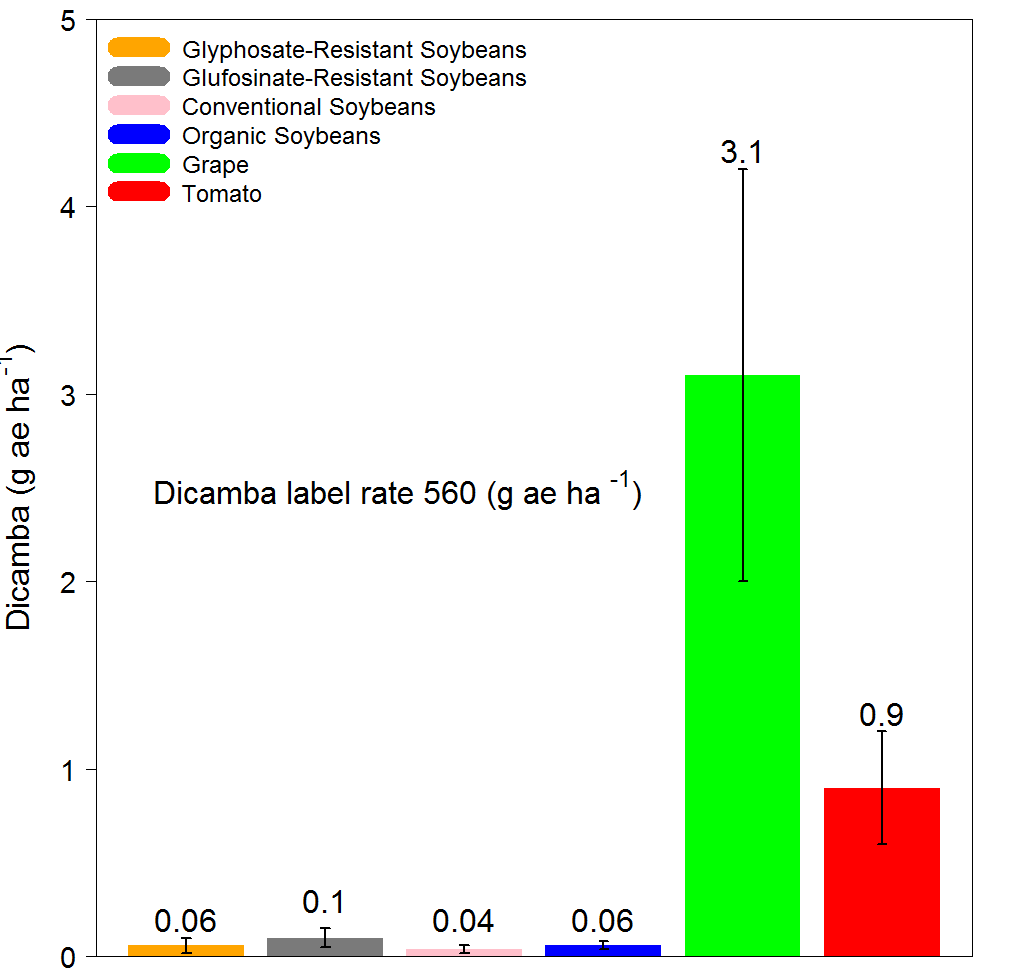 5
4
3
2
1
0
Dicamba (g ae ha-1)
Glyphosate-Resistant Soybeans
Glufosinate-Resistant Soybeans
Conventional Soybeans
Organic Soybeans
Grape
Tomato
Dicamba label rate 560 (g ae ha -1)
0.06
0.1
0.04
0.06
3.1
0.9